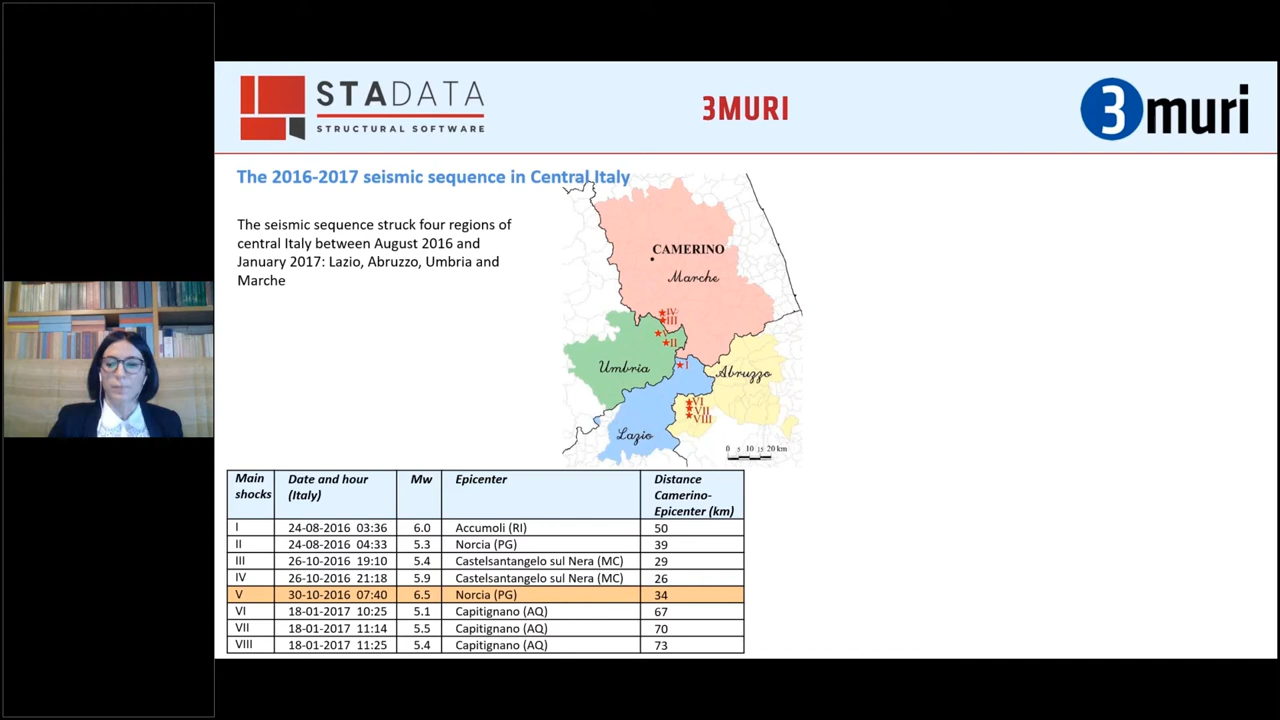 STADATA
STRUCTURAL SOFTWARE
3MURI
3muri
The 2016-2017 seismic sequence in Central Italy
The seismic sequence struck four regions of
central Italy between August 2016 and
January 2017: Lazio, Abruzzo, Umbria and
Marche
CAMERINO
Marche
IV
III
V
II
I
Umbria
Abruzzo
VI
VII
VIII
Lazio
0 5 10 15 20 km
Main shocks Date and hour (Italy) Mw Epicenter Distance Camerino-Epicenter (km)
I 24-08-2016 03:36 6.0 Accumoli (RI) 50
II 24-08-2016 04:33 5.3 Norcia (PG) 39
III 26-10-2016 19:10 5.4 Castelsantangelo sul Nera (MC) 29
IV 26-10-2016 21:18 5.9 Castelsantangelo sul Nera (MC) 26
V 30-10-2016 07:40 6.5 Norcia (PG) 34
VI 18-01-2017 10:25 5.1 Capitignano (AQ) 67
VII 18-01-2017 11:14 5.5 Capitignano (AQ) 70
VIII 18-01-2017 11:25 5.4 Capitignano (AQ) 73